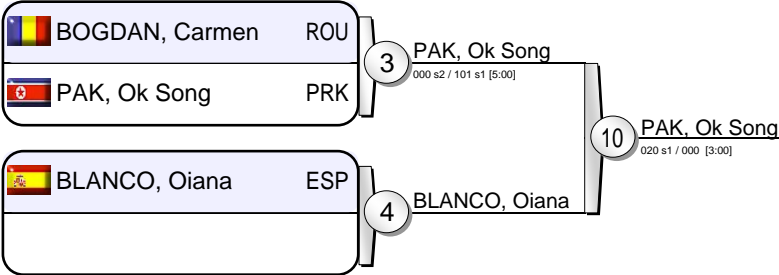 BOGDAN, Carmen ROU
PAK, Ok Song PRK
3
PAK, Ok Song
000 s2 / 101 s1 [5:00]
10
PAK, Ok Song
020 s1 / 000 [3:00]
BLANCO, Oiana ESP
4
BLANCO, Oiana